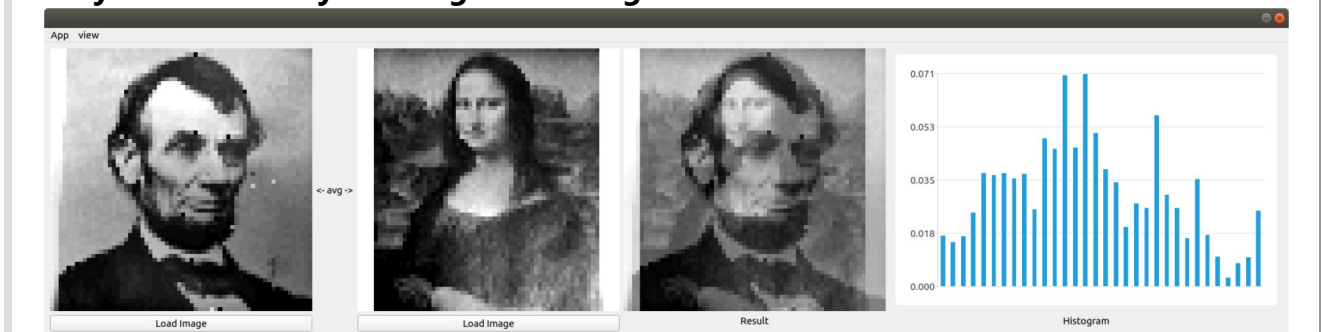 App view
<- avg ->
Load Image
Load Image
Result
0.071
0.053
0.035
0.018
0.000
Histogram